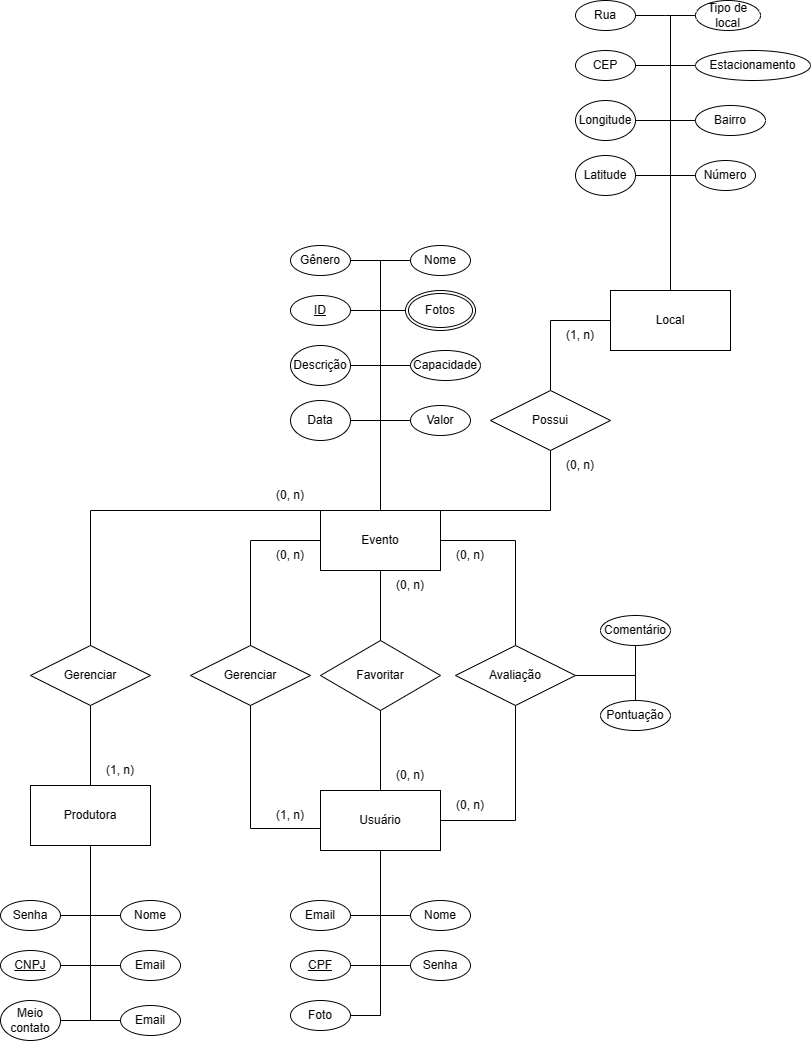 Rua
Tipo de
local
CEP
Estacionamento
Longitude
Bairro
Latitude
Número
Gênero
Nome
ID
Fotos
Local
(1, n)
Descrição
Capacidade
Data
Valor
Possui
(0, n)
(0, n)
Evento
(0, n)
(0, n)
(0, n)
Comentário
Gerenciar
Gerenciar
Favoritar
Avaliação
Pontuação
(1, n)
(0, n)
(0, n)
Produtora
(1, n)
Usuário
Senha
Nome
Email
Nome
CNPJ
Email
CPF
Senha
Meio
contato
Email
Foto